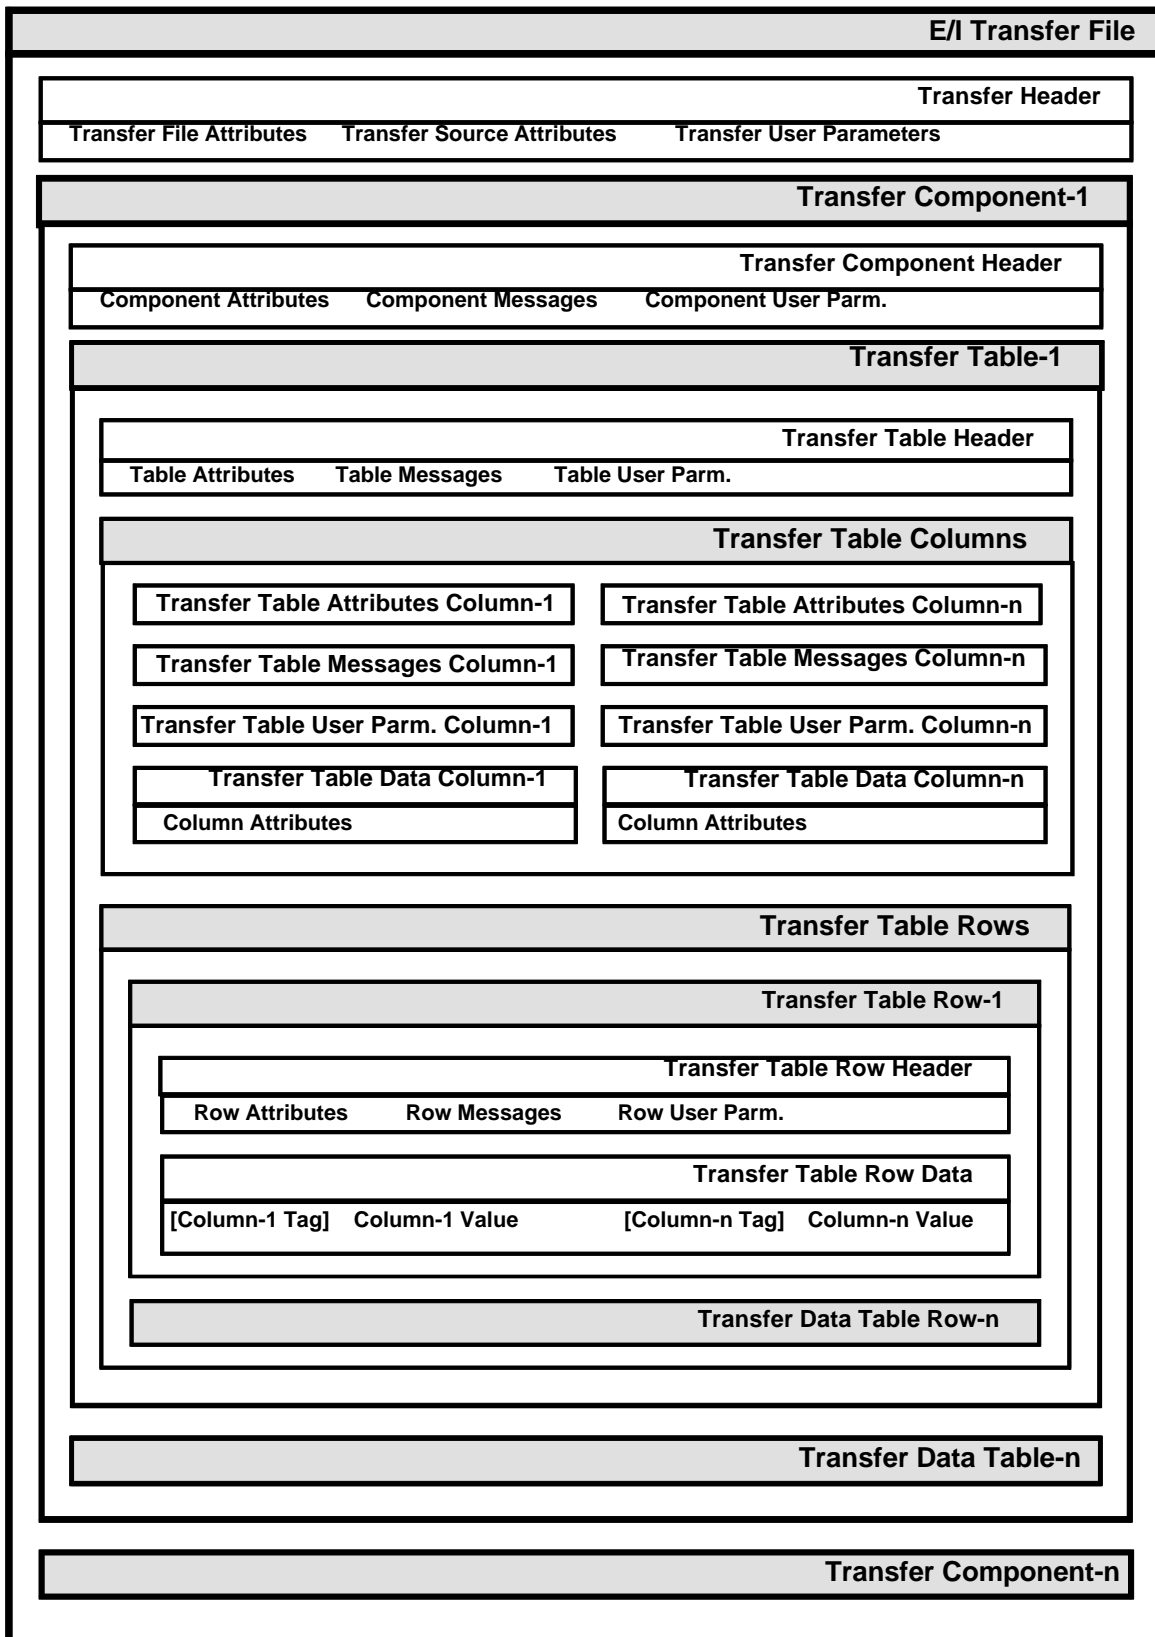 E/I Transfer File
Transfer Header
Transfer File Attributes Transfer Source Attributes Transfer User Parameters
Transfer Component-1
Transfer Component Header
Component Attributes Component Messages Component User Parm.
Transfer Table-1
Transfer Table Header
Table Attributes Table Messages Table User Parm.
Transfer Table Columns
Transfer Table Attributes Column-1 Transfer Table Attributes Column-n
Transfer Table Messages Column-1 Transfer Table Messages Column-n
Transfer Table User Parm. Column-1 Transfer Table User Parm. Column-n
Transfer Table Data Column-1 Transfer Table Data Column-n
Column Attributes Column Attributes
Transfer Table Rows
Transfer Table Row-1
Transfer Table Row Header
Row Attributes Row Messages Row User Parm.
Transfer Table Row Data
[Column-1 Tag] Column-1 Value [Column-n Tag] Column-n Value
Transfer Data Table Row-n
Transfer Data Table-n
Transfer Component-n